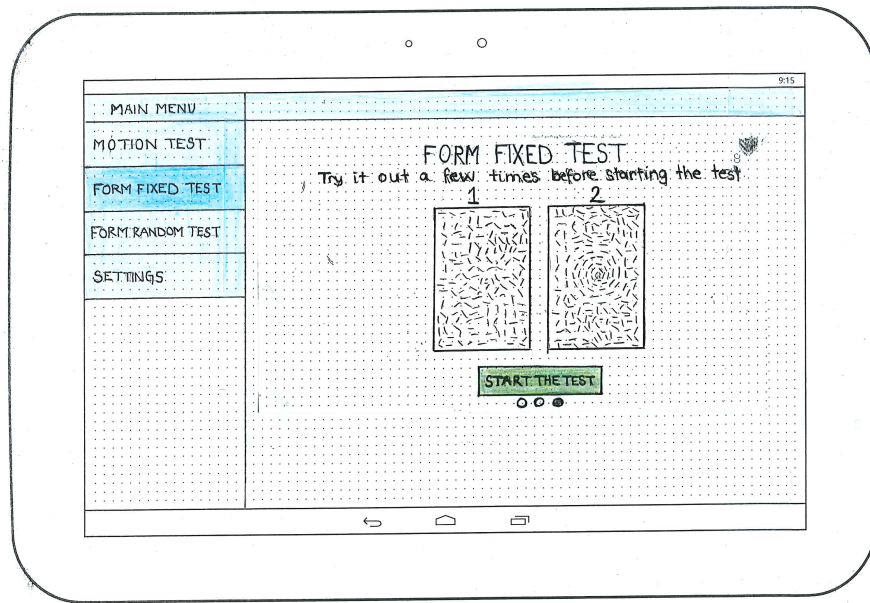 9:15
MAIN MENU
MOTION TEST
FORM FIXED TEST
FORM RANDOM TEST
SETTINGS
FORM FIXED TEST
8
Try it out a few times before starting the test
1 2
START THE TEST